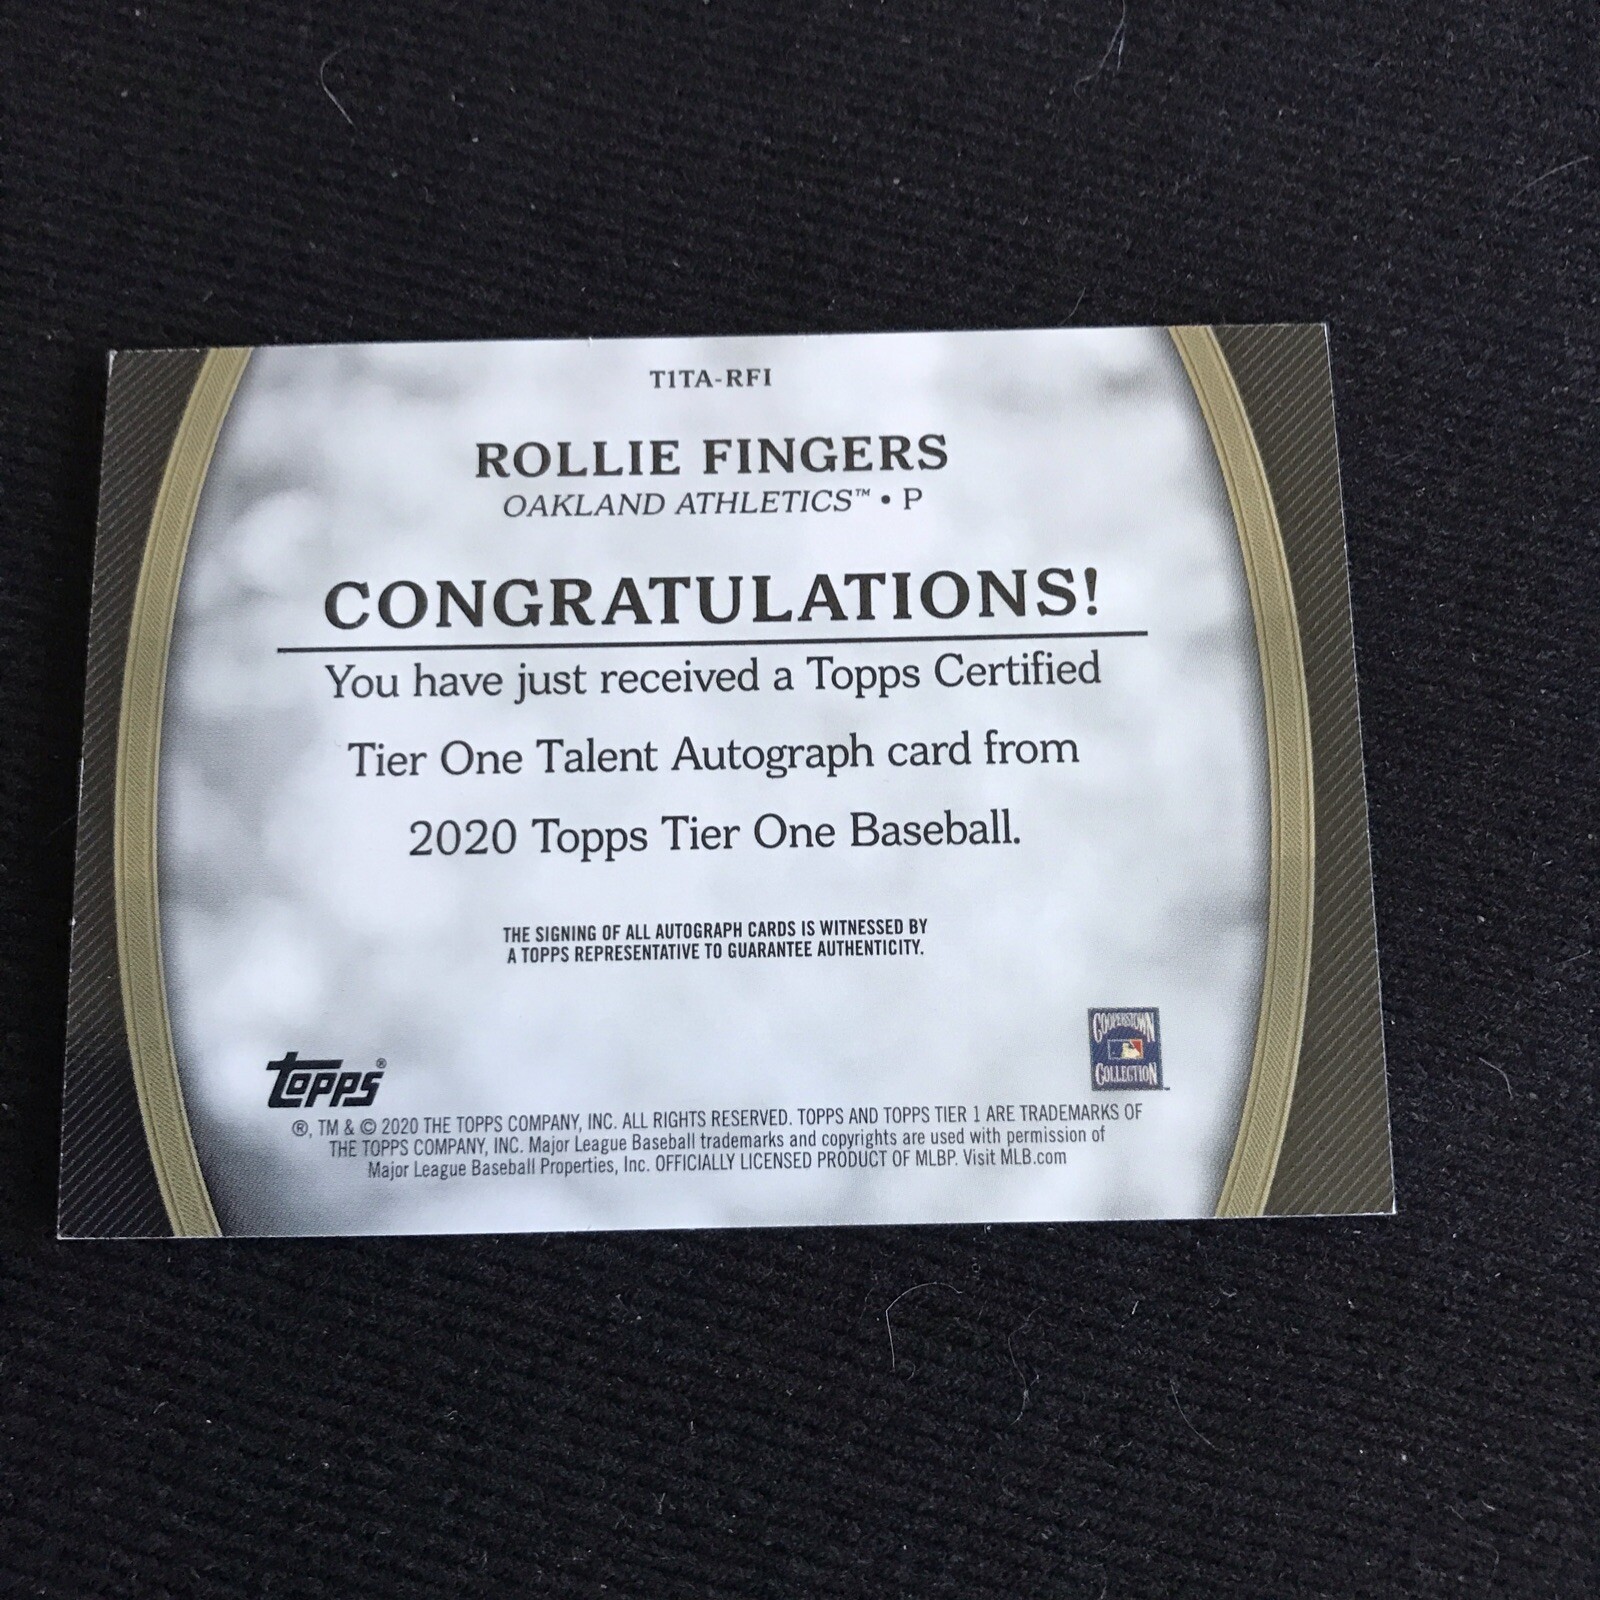 T1TA-RFI
ROLLIE FINGERS
OAKLAND ATHLETICS™ • P
CONGRATULATIONS!
You have just received a Topps Certified
Tier One Talent Autograph card from
2020 Topps Tier One Baseball.
THE SIGNING OF ALL AUTOGRAPH CARDS IS WITNESSED BY
A TOPPS REPRESENTATIVE TO GUARANTEE AUTHENTICITY.
COOPERSTOWN
COLLECTION™
Topps®
®, TM & © 2020 THE TOPPS COMPANY, INC. ALL RIGHTS RESERVED. TOPPS AND TOPPS TIER 1 ARE TRADEMARKS OF
THE TOPPS COMPANY, INC. Major League Baseball trademarks and copyrights are used with permission of
Major League Baseball Properties, Inc. OFFICIALLY LICENSED PRODUCT OF MLBP. Visit MLB.com